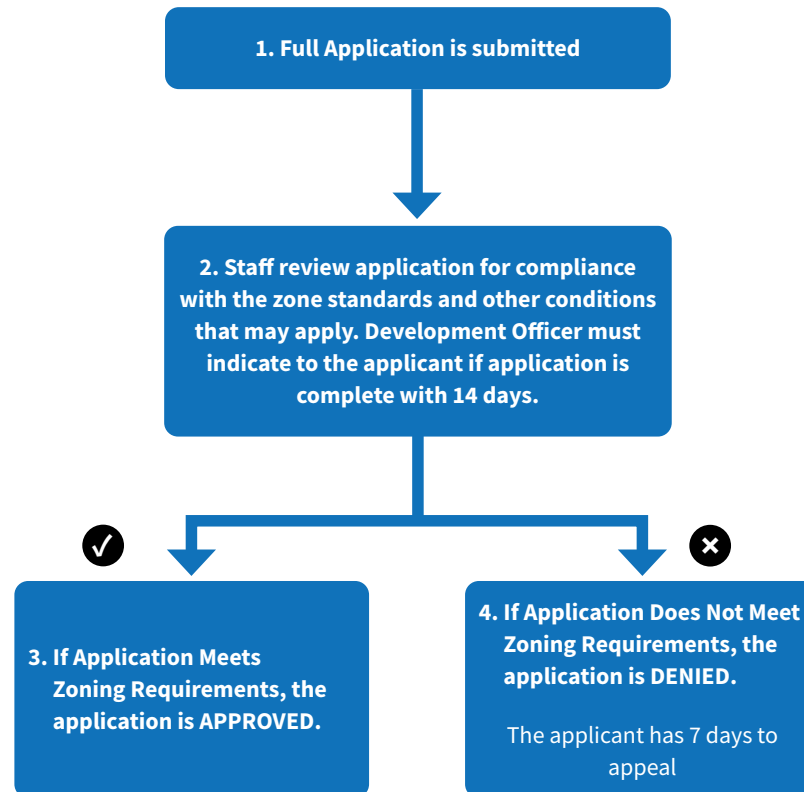 1. Full Application is submitted
2. Staff review application for compliance
with the zone standards and other conditions
that may apply. Development Officer must
indicate to the applicant if application is
complete with 14 days.
3. If Application Meets
Zoning Requirements, the
application is APPROVED.
4. If Application Does Not Meet
Zoning Requirements, the
application is DENIED.
The applicant has 7 days to
appeal